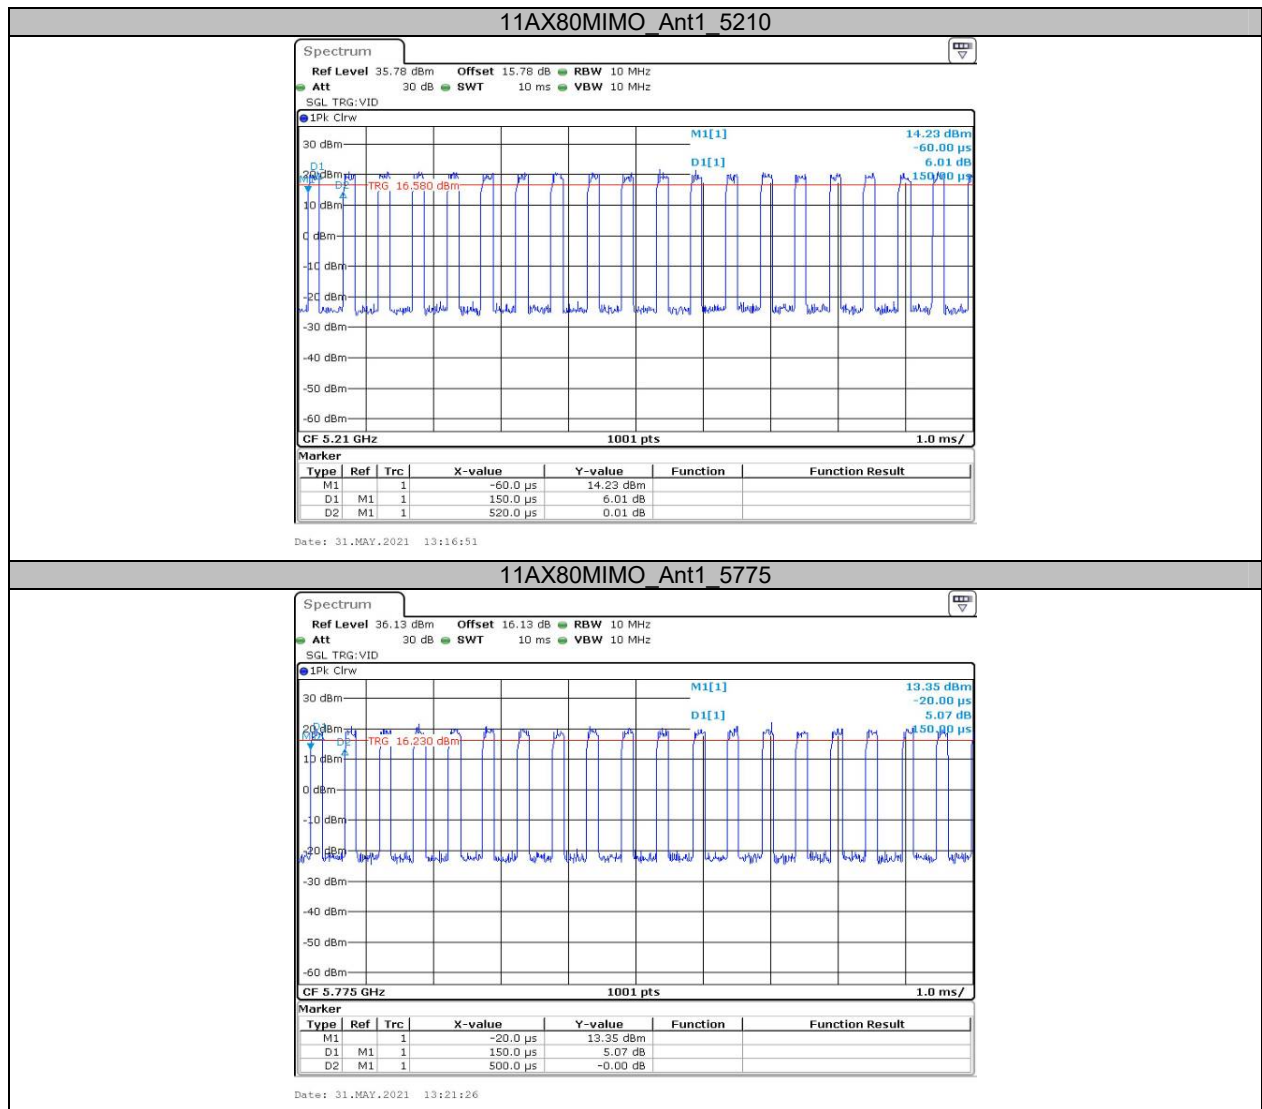 11AX80MIMO_Ant1_5210
Spectrum
Ref Level 35.78 dBm Offset 15.78 dB RBW 10 MHz
Att 30 dB SWT 10 ms VBW 10 MHz
SGL TRG:VID
1Pk Clrw
M1[1] 14.23 dBm
-60.00 µs
30 dBm
D1[1] 6.01 dB
150.00 µs
D1
20 dBm
D2
TRG 16.580 dBm
10 dBm
0 dBm
-10 dBm
-20 dBm
-30 dBm
-40 dBm
-50 dBm
-60 dBm
CF 5.21 GHz 1001 pts 1.0 ms/
Marker
Type Ref Trc X-value Y-value Function Function Result
M1 1 -60.0 µs 14.23 dBm
D1 M1 1 150.0 µs 6.01 dB
D2 M1 1 520.0 µs 0.01 dB
Date: 31.MAY.2021 13:16:51
11AX80MIMO_Ant1_5775
Spectrum
Ref Level 36.13 dBm Offset 16.13 dB RBW 10 MHz
Att 30 dB SWT 10 ms VBW 10 MHz
SGL TRG:VID
1Pk Clrw
M1[1] 13.35 dBm
-20.00 µs
30 dBm
D1[1] 5.07 dB
150.00 µs
D1
20 dBm
D2
TRG 16.230 dBm
10 dBm
0 dBm
-10 dBm
-20 dBm
-30 dBm
-40 dBm
-50 dBm
-60 dBm
CF 5.775 GHz 1001 pts 1.0 ms/
Marker
Type Ref Trc X-value Y-value Function Function Result
M1 1 -20.0 µs 13.35 dBm
D1 M1 1 150.0 µs 5.07 dB
D2 M1 1 500.0 µs -0.00 dB
Date: 31.MAY.2021 13:21:26